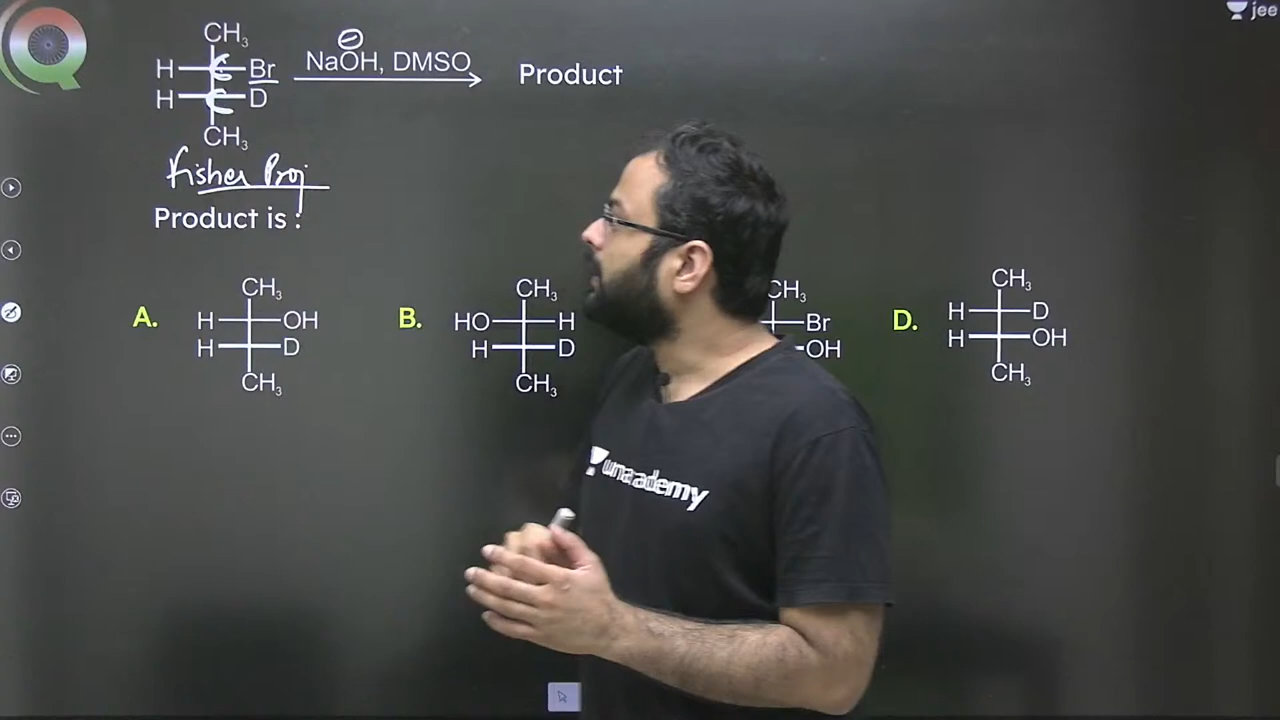 jee
CH₃
H Br
H D
CH₃
C
C
⊖
NaOH, DMSO
Product
Fisher Proj
Product is :
A.
CH₃
H OH
H D
CH₃
B.
CH₃
HO H
H D
CH₃
CH₃
Br
OH
D.
CH₃
H D
H OH
CH₃
unacademy